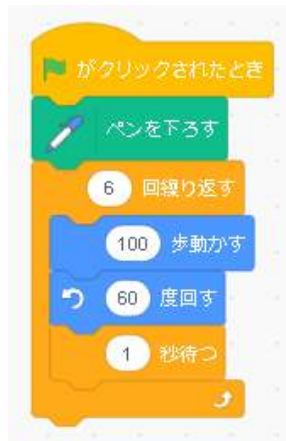 がクリックされたとき
ペンを下ろす
6 回繰り返す
100 歩動かす
60 度回す
1 秒待つ